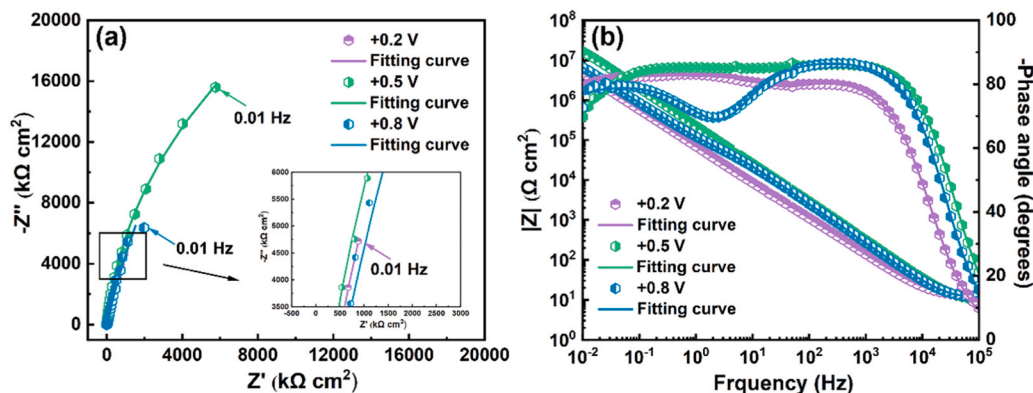 (a)
+0.2 V
Fitting curve
+0.5 V
Fitting curve
+0.8 V
Fitting curve
0.01 Hz
0.01 Hz
-Z'' (kΩ cm²)
20000
16000
12000
8000
4000
0
0 4000 8000 12000 16000 20000
Z' (kΩ cm²)
-Z'' (kΩ cm²)
6000
5500
5000
4500
4000
3500
-500 0 500 1000 1500 2000 2500 3000
Z' (kΩ cm²)
0.01 Hz
(b)
|Z| (Ω cm²)
10⁸
10⁷
10⁶
10⁵
10⁴
10³
10²
10¹
10⁰
+0.2 V
Fitting curve
+0.5 V
Fitting curve
+0.8 V
Fitting curve
10⁻² 10⁻¹ 10⁰ 10¹ 10² 10³ 10⁴ 10⁵
Frquency (Hz)
100
80
60
40
20
0
-Phase angle (degrees)